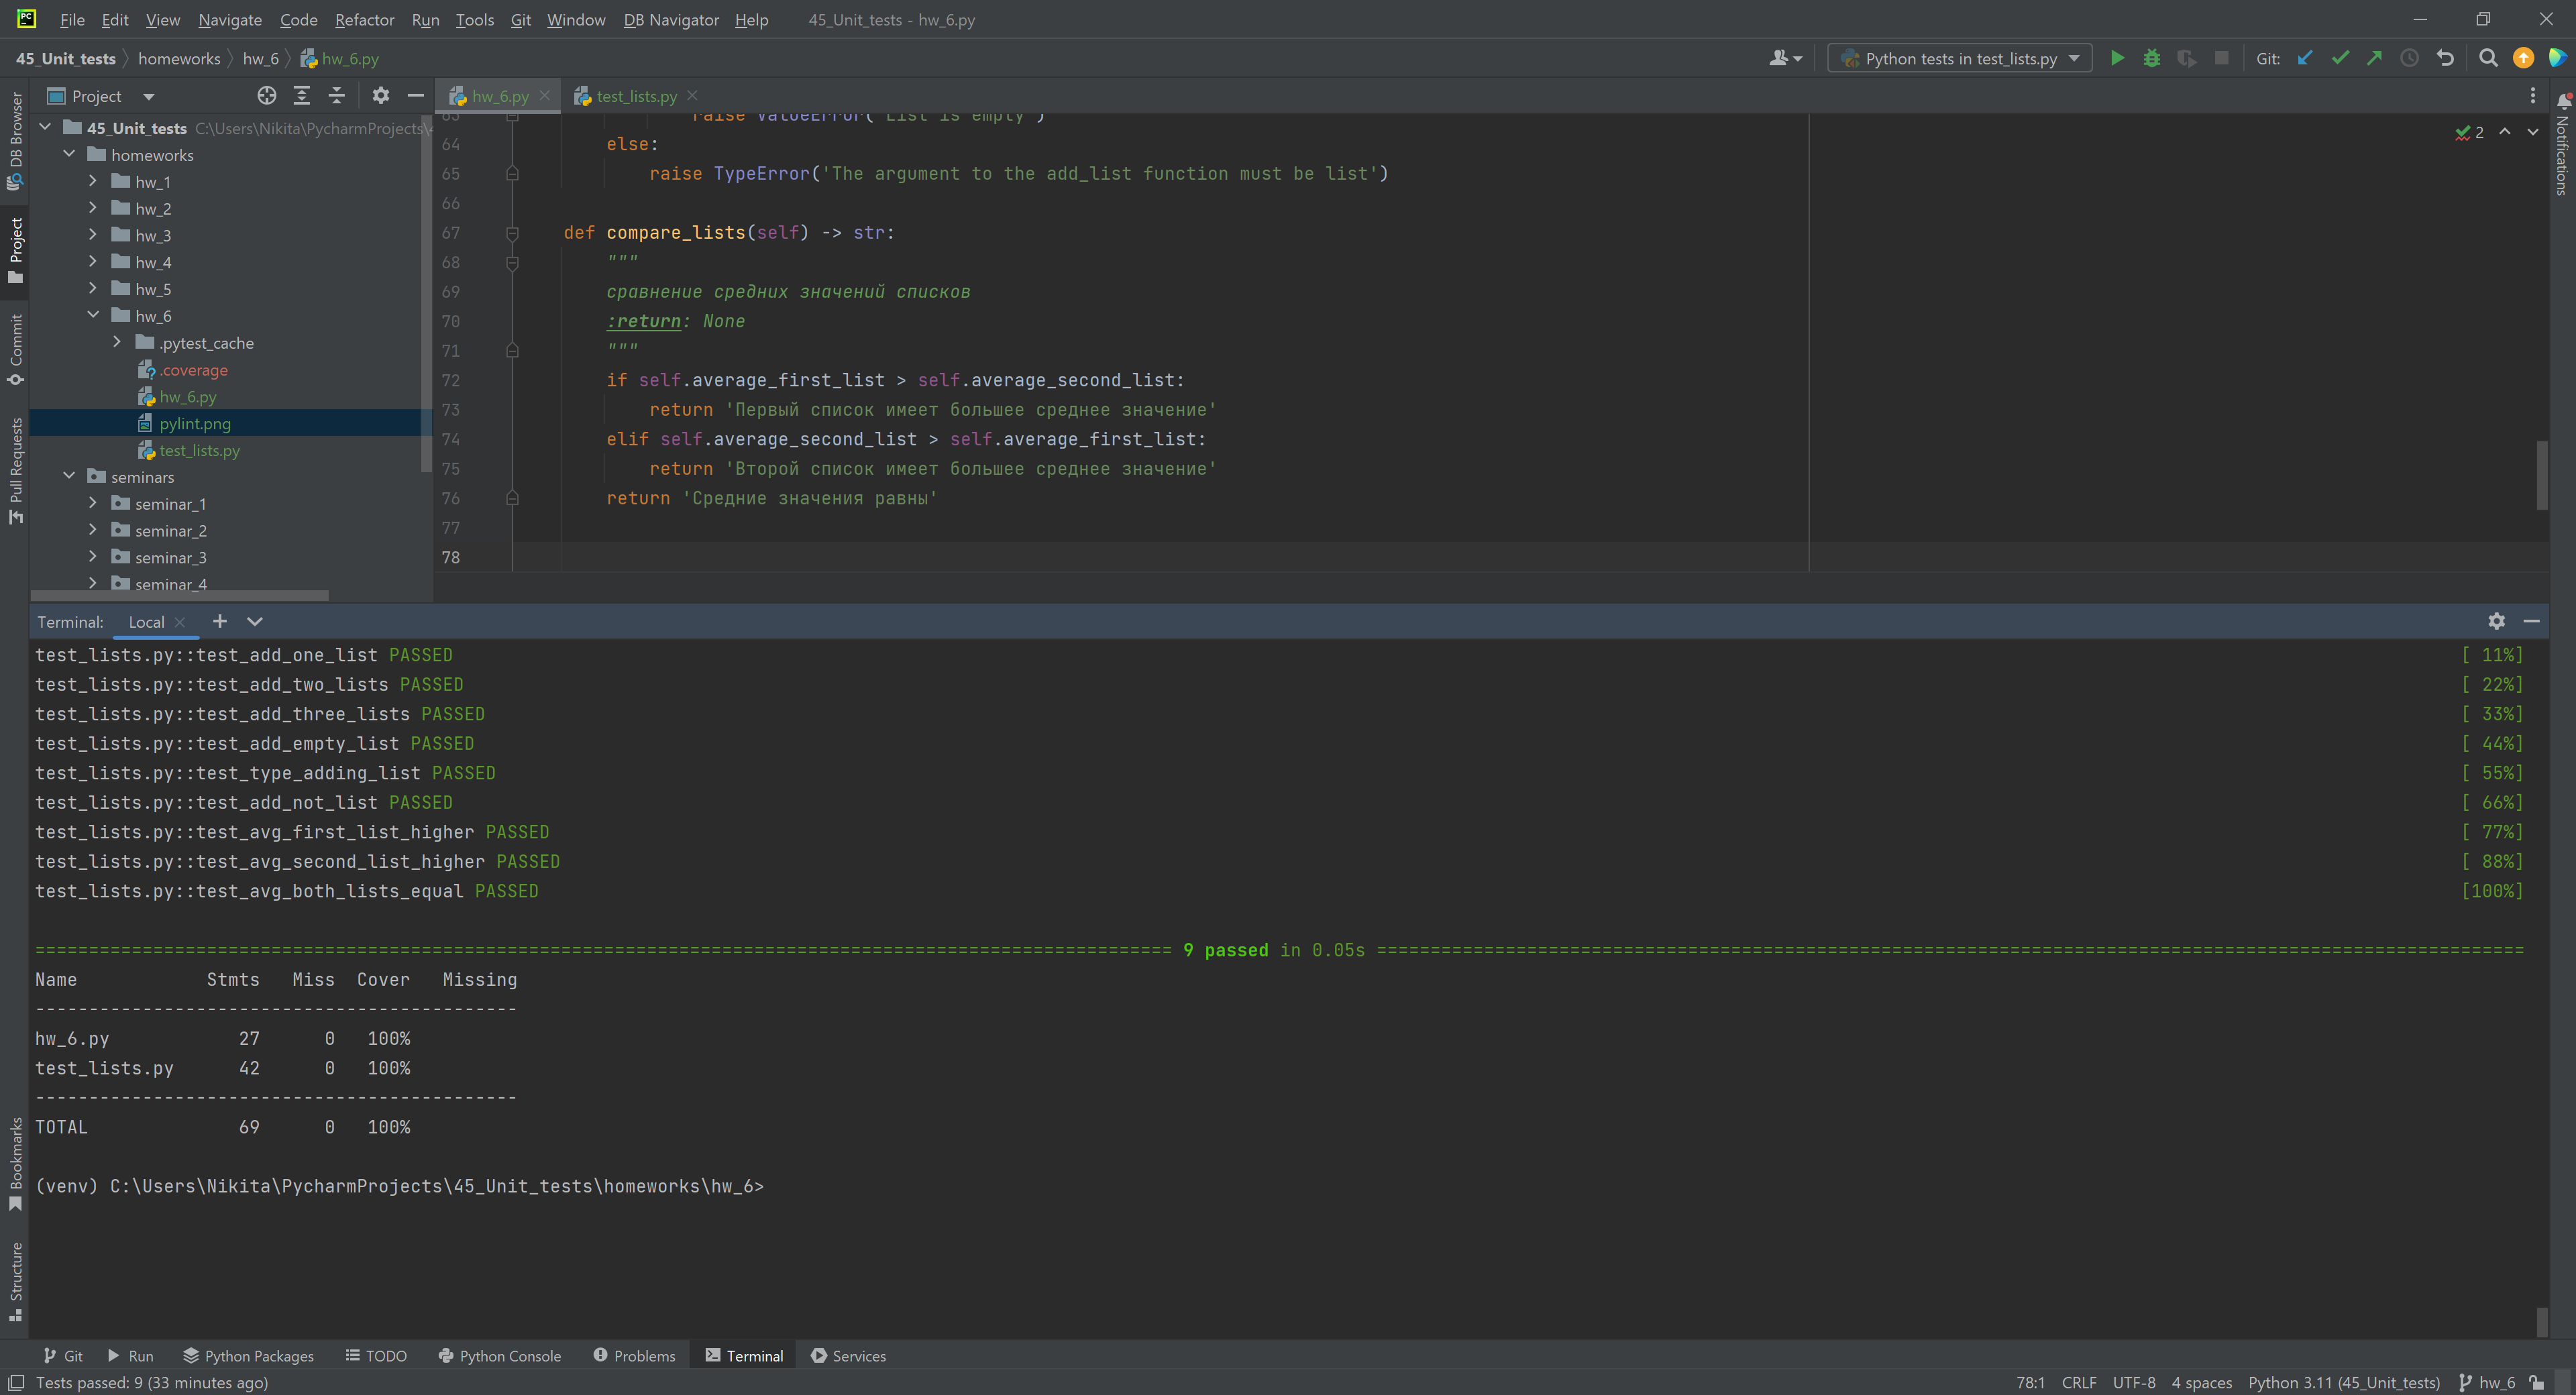 File Edit View Navigate Code Refactor Run Tools Git Window DB Navigator Help 45_Unit_tests - hw_6.py
45_Unit_tests homeworks hw_6 hw_6.py Python tests in test_lists.py Git:
Project
hw_6.py test_lists.py
DB Browser
Project
Commit
Pull Requests
Bookmarks
Structure
Notifications
45_Unit_tests C:\Users\Nikita\PycharmProjects\
homeworks
hw_1
hw_2
hw_3
hw_4
hw_5
hw_6
.pytest_cache
.coverage
hw_6.py
pylint.png
test_lists.py
seminars
seminar_1
seminar_2
seminar_3
seminar_4
2
63 raise ValueError('List is empty')
64 else:
65 raise TypeError('The argument to the add_list function must be list')
66
67 def compare_lists(self) -> str:
68 """
69 сравнение средних значений списков
70 :return: None
71 """
72 if self.average_first_list > self.average_second_list:
73 return 'Первый список имеет большее среднее значение'
74 elif self.average_second_list > self.average_first_list:
75 return 'Второй список имеет большее среднее значение'
76 return 'Средние значения равны'
77
78
Terminal: Local
test_lists.py::test_add_one_list PASSED [ 11%]
test_lists.py::test_add_two_lists PASSED [ 22%]
test_lists.py::test_add_three_lists PASSED [ 33%]
test_lists.py::test_add_empty_list PASSED [ 44%]
test_lists.py::test_type_adding_list PASSED [ 55%]
test_lists.py::test_add_not_list PASSED [ 66%]
test_lists.py::test_avg_first_list_higher PASSED [ 77%]
test_lists.py::test_avg_second_list_higher PASSED [ 88%]
test_lists.py::test_avg_both_lists_equal PASSED [100%]
9 passed in 0.05s
Name Stmts Miss Cover Missing
---------------------------------------------
hw_6.py 27 0 100%
test_lists.py 42 0 100%
---------------------------------------------
TOTAL 69 0 100%
(venv) C:\Users\Nikita\PycharmProjects\45_Unit_tests\homeworks\hw_6>
Git Run Python Packages TODO Python Console Problems Terminal Services
Tests passed: 9 (33 minutes ago) 78:1 CRLF UTF-8 4 spaces Python 3.11 (45_Unit_tests) hw_6